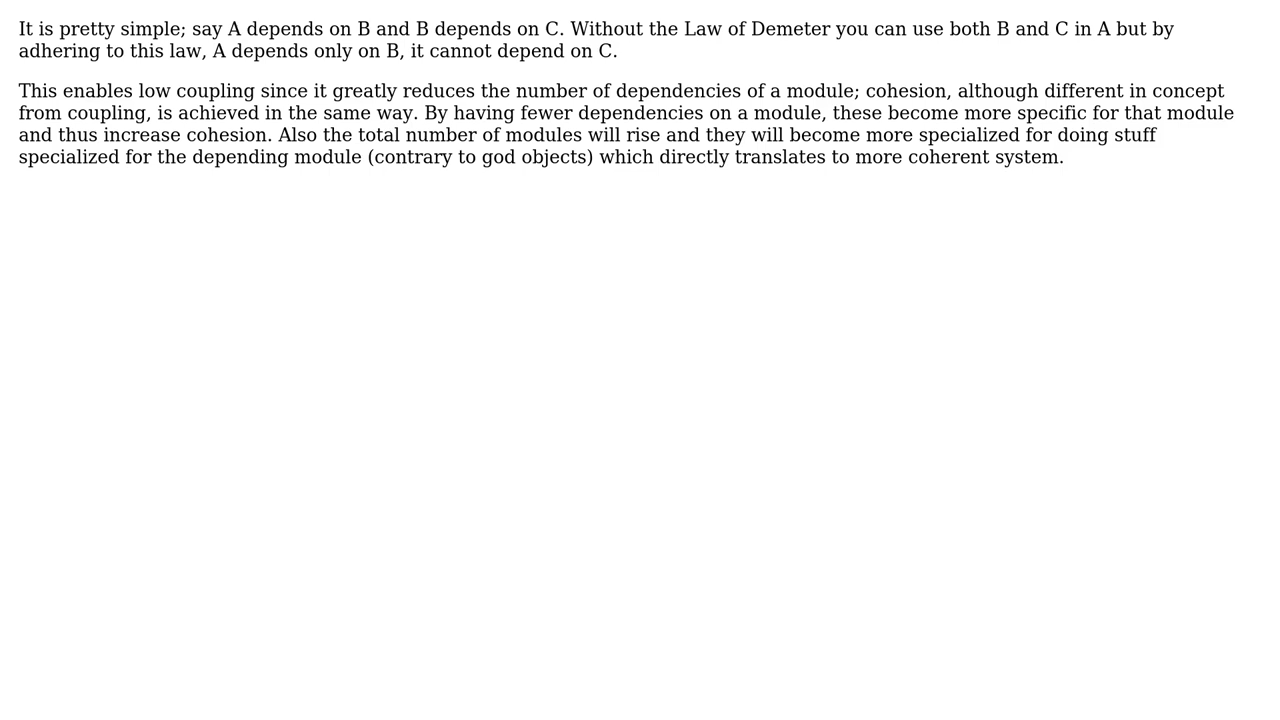 It is pretty simple; say A depends on B and B depends on C. Without the Law of Demeter you can use both B and C in A but by
adhering to this law, A depends only on B, it cannot depend on C.
This enables low coupling since it greatly reduces the number of dependencies of a module; cohesion, although different in concept
from coupling, is achieved in the same way. By having fewer dependencies on a module, these become more specific for that module
and thus increase cohesion. Also the total number of modules will rise and they will become more specialized for doing stuff
specialized for the depending module (contrary to god objects) which directly translates to more coherent system.